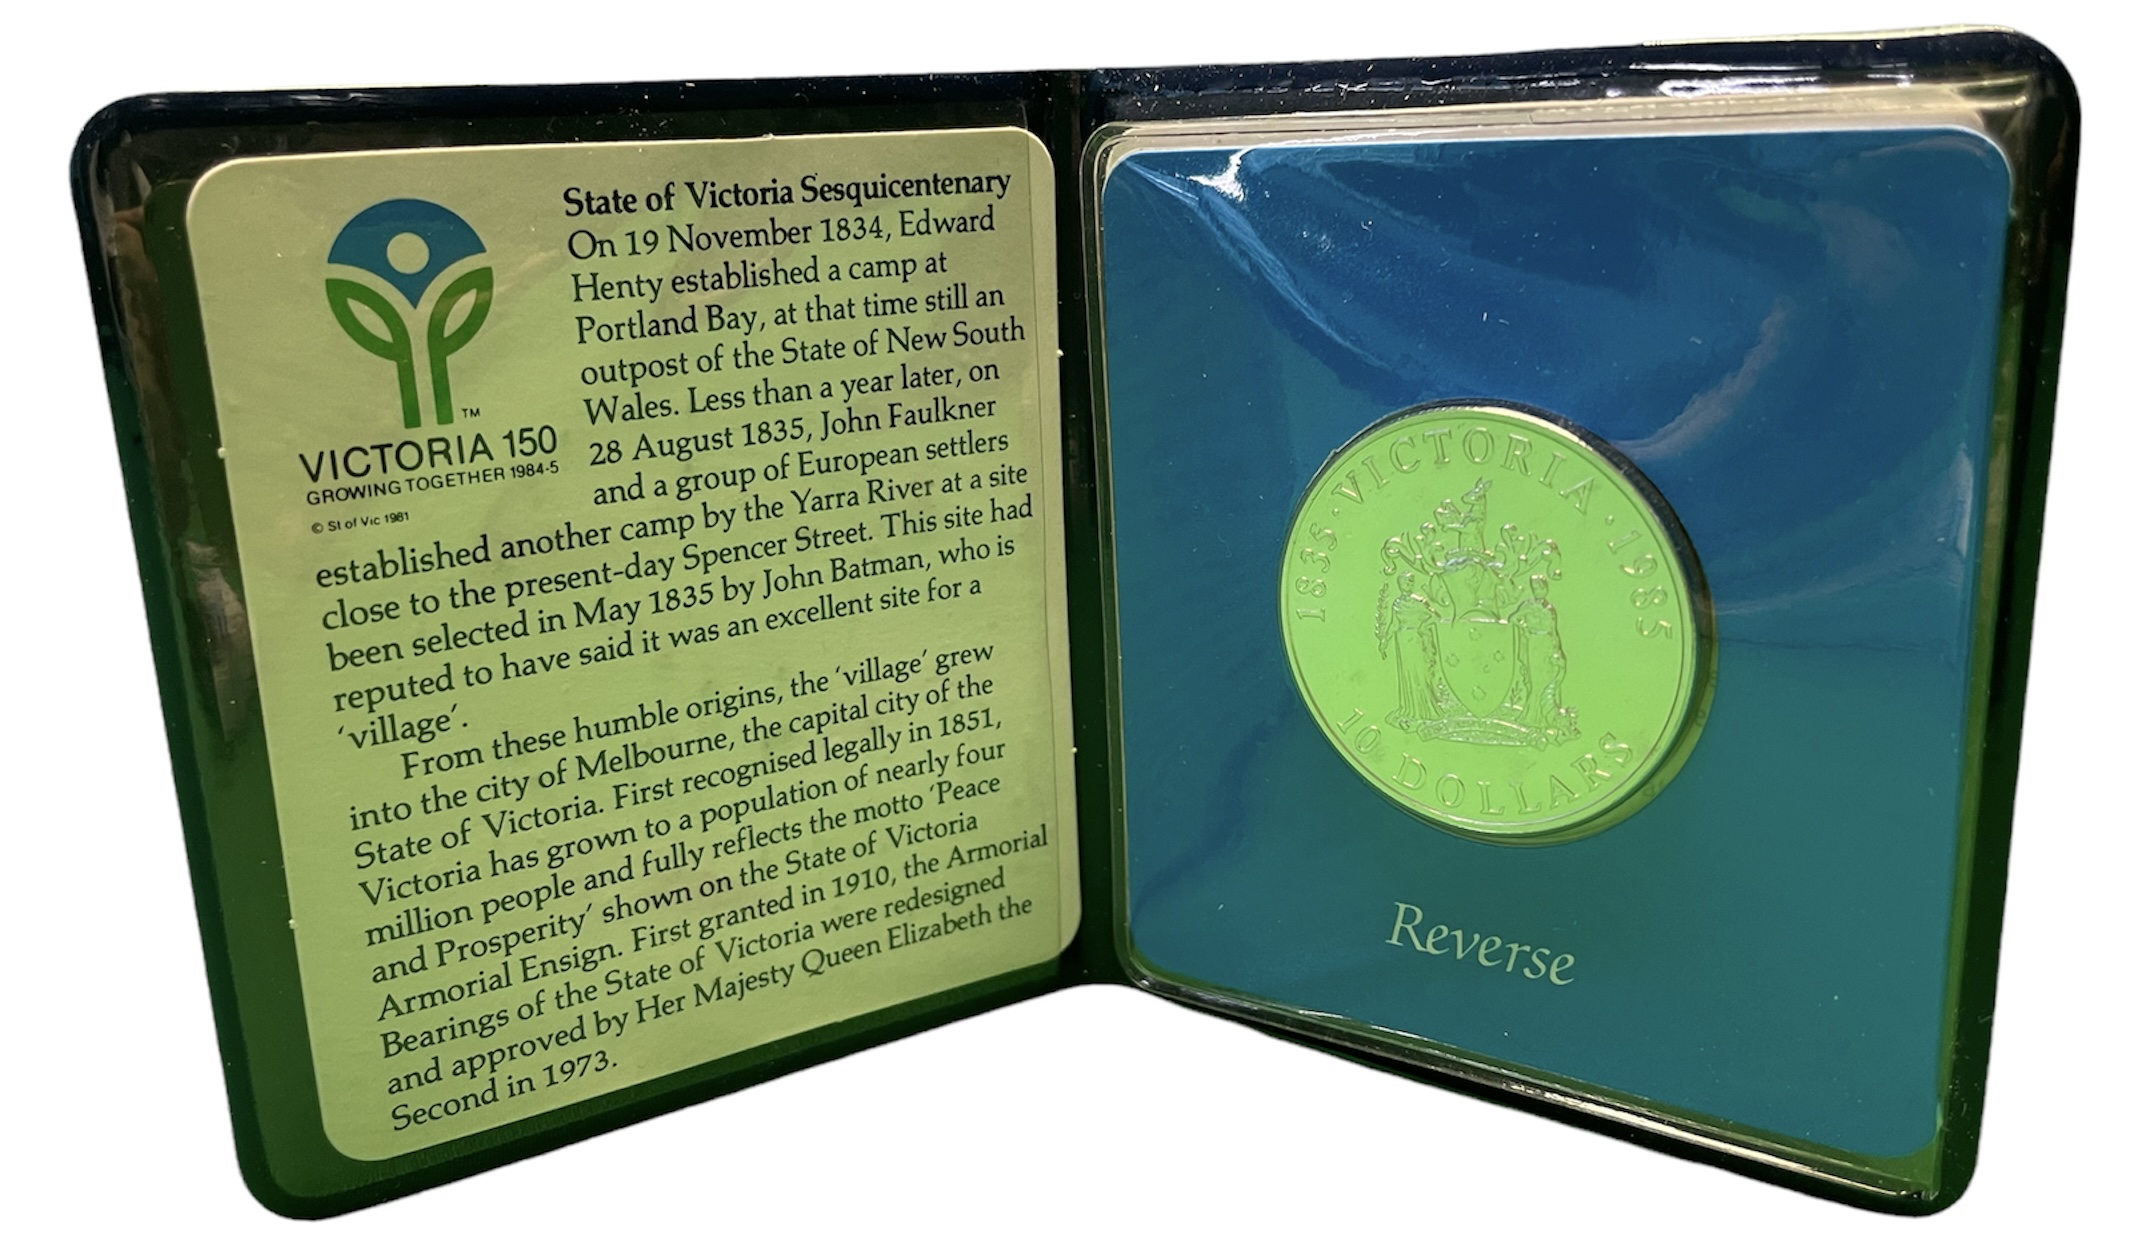 State of Victoria Sesquicentenary
On 19 November 1834, Edward
Henty established a camp at
Portland Bay, at that time still an
outpost of the State of New South
Wales. Less than a year later, on
28 August 1835, John Faulkner
and a group of European settlers
TM
VICTORIA 150
GROWING TOGETHER 1984-5
© St of Vic 1981
established another camp by the Yarra River at a site
close to the present-day Spencer Street. This site had
been selected in May 1835 by John Batman, who is
reputed to have said it was an excellent site for a
‘village’.
From these humble origins, the ‘village’ grew
into the city of Melbourne, the capital city of the
State of Victoria. First recognised legally in 1851,
Victoria has grown to a population of nearly four
million people and fully reflects the motto ‘Peace
and Prosperity’ shown on the State of Victoria
Armorial Ensign. First granted in 1910, the Armorial
Bearings of the State of Victoria were redesigned
and approved by Her Majesty Queen Elizabeth the
Second in 1973.
1835·VICTORIA·1985
10 DOLLARS
Reverse